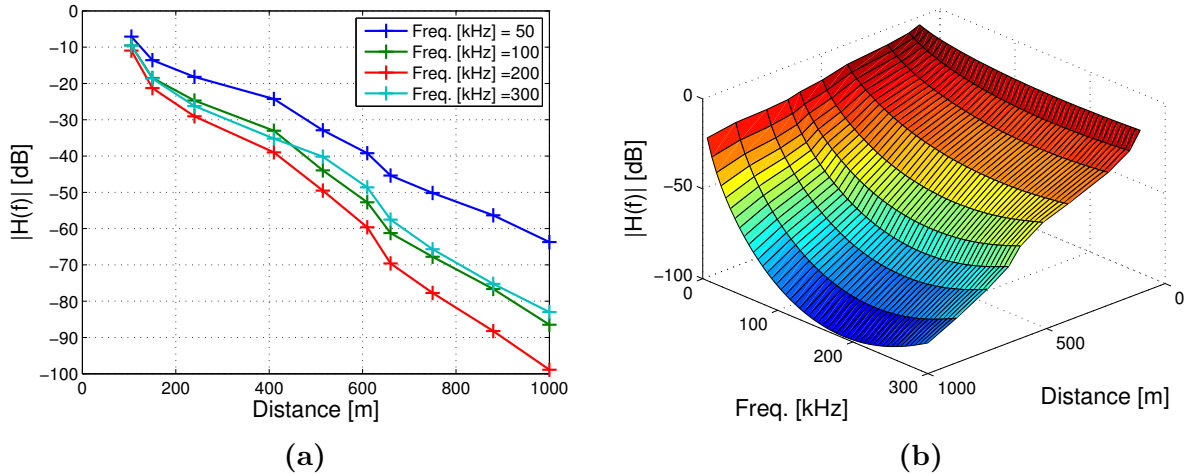 0
−10
−20
−30
−40
−50
−60
−70
−80
−90
−100
|H(f)| [dB]
0
200
400
600
800
1000
Distance [m]
Freq. [kHz] = 50
Freq. [kHz] =100
Freq. [kHz] =200
Freq. [kHz] =300
(a)
0
−50
−100
|H(f)| [dB]
0
100
200
300
Freq. [kHz]
1000
500
0
Distance [m]
(b)